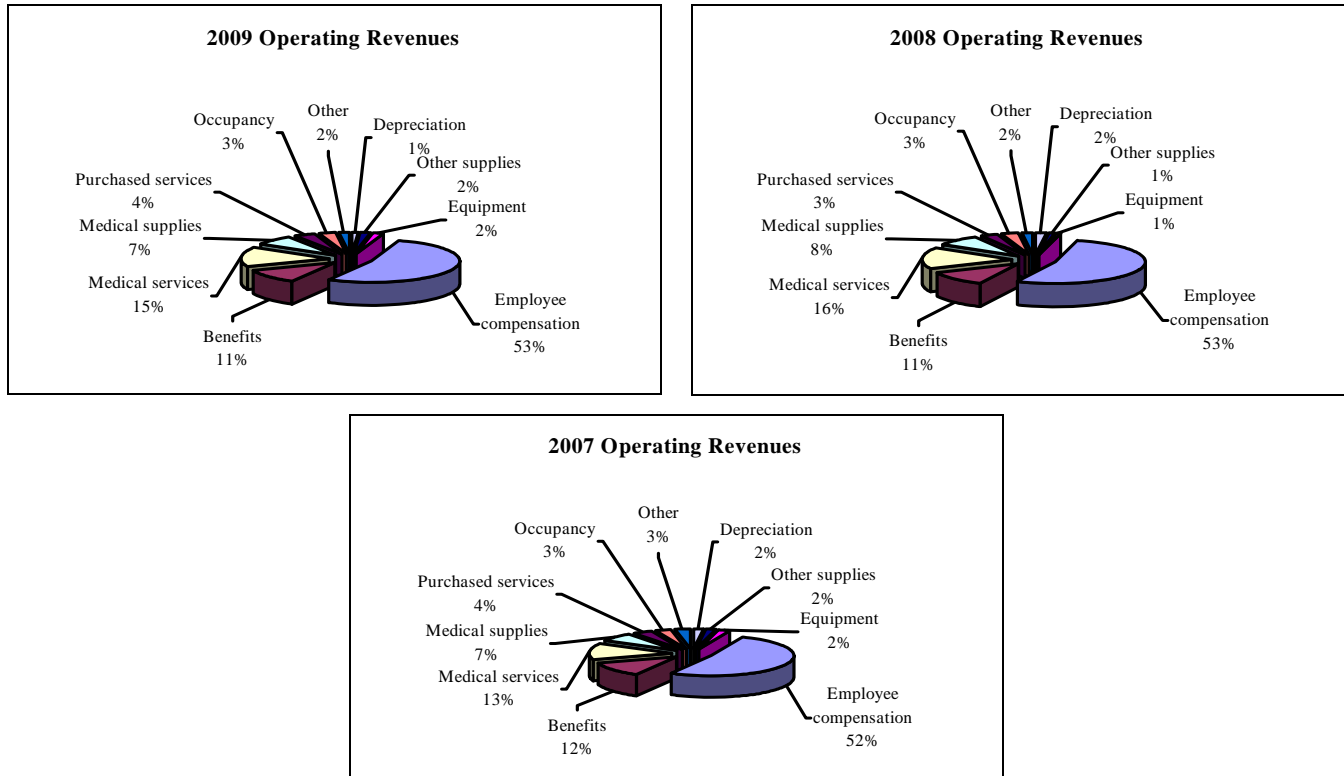 2009 Operating Revenues
Other
2%
Depreciation
1%
Occupancy
3%
Other supplies
2%
Purchased services
4%
Equipment
2%
Medical supplies
7%
Medical services
15%
Employee
compensation
53%
Benefits
11%
2008 Operating Revenues
Other
2%
Depreciation
2%
Occupancy
3%
Other supplies
1%
Purchased services
3%
Equipment
1%
Medical supplies
8%
Medical services
16%
Employee
compensation
53%
Benefits
11%
2007 Operating Revenues
Other
3%
Depreciation
2%
Occupancy
3%
Other supplies
2%
Purchased services
4%
Equipment
2%
Medical supplies
7%
Medical services
13%
Employee
compensation
52%
Benefits
12%